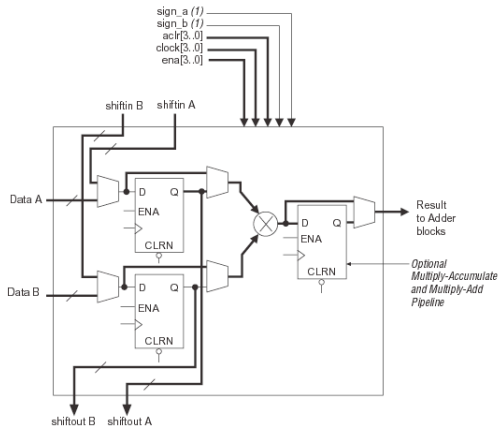 sign_a (1)
sign_b (1)
aclr[3..0]
clock[3..0]
ena[3..0]
shiftin B
shiftin A
Data A
D
Q
ENA
CLRN
Data B
D
Q
ENA
CLRN
D
Q
ENA
CLRN
Result
to Adder
blocks
Optional
Multiply-Accumulate
and Multiply-Add
Pipeline
shiftout B
shiftout A